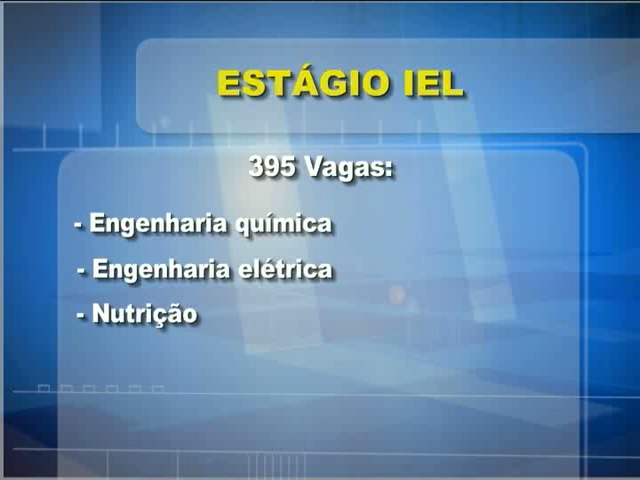 ESTÁGIO IEL
395 Vagas:
- Engenharia química
- Engenharia elétrica
- Nutrição